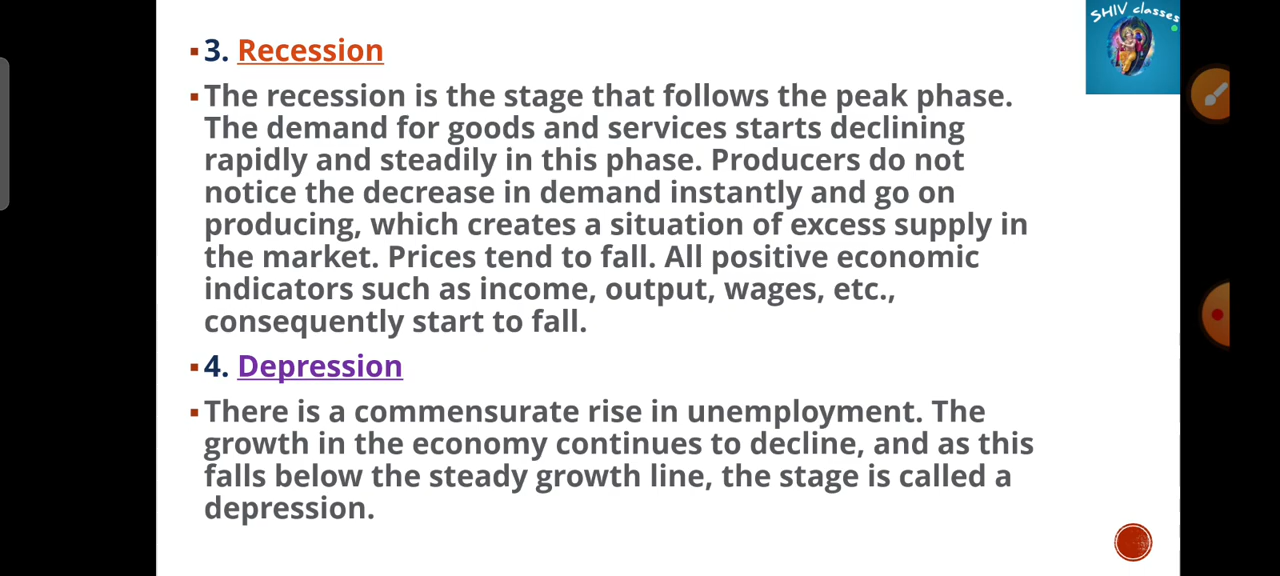 SHIV classes
▪ 3. Recession
▪ The recession is the stage that follows the peak phase.
The demand for goods and services starts declining
rapidly and steadily in this phase. Producers do not
notice the decrease in demand instantly and go on
producing, which creates a situation of excess supply in
the market. Prices tend to fall. All positive economic
indicators such as income, output, wages, etc.,
consequently start to fall.
▪ 4. Depression
▪ There is a commensurate rise in unemployment. The
growth in the economy continues to decline, and as this
falls below the steady growth line, the stage is called a
depression.